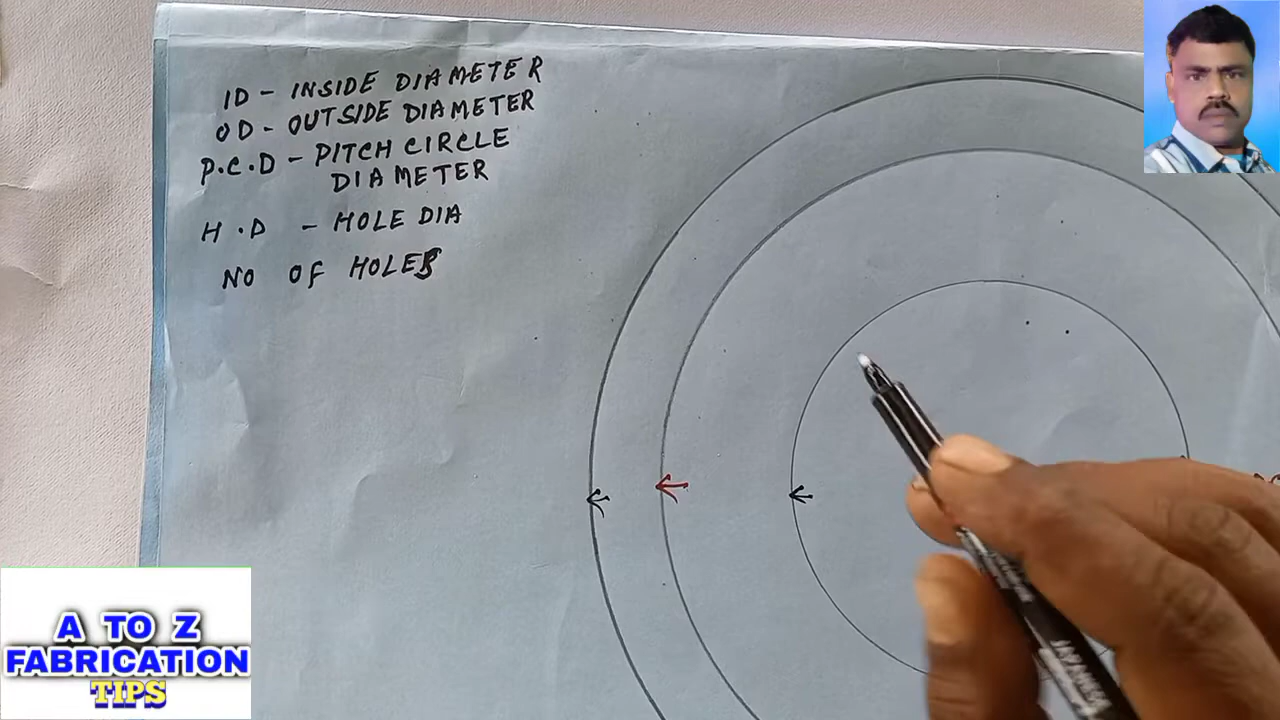 ID - INSIDE DIAMETER
OD - OUTSIDE DIAMETER
P.C.D - PITCH CIRCLE
DIAMETER
H.D - HOLE DIA
NO OF HOLES
A TO Z
FABRICATION
TIPS